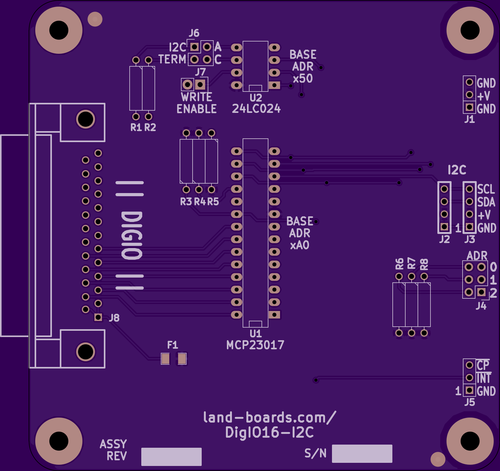 J6
I2C A
TERM C
J7
WRITE
ENABLE
R1 R2
BASE
ADR
x50
U2
24LC024
GND
+V
GND
J1
R3 R4 R5
I2C
SCL
SDA
+V
1 GND
J2 J3
BASE
ADR
xA0
|| DIGIO ||
R6 R7 R8
ADR
0
1
2
J4
J8
U1
MCP23017
F1
CP
INT
1 GND
J5
land-boards.com/
DigIO16-I2C
ASSY
REV
S/N